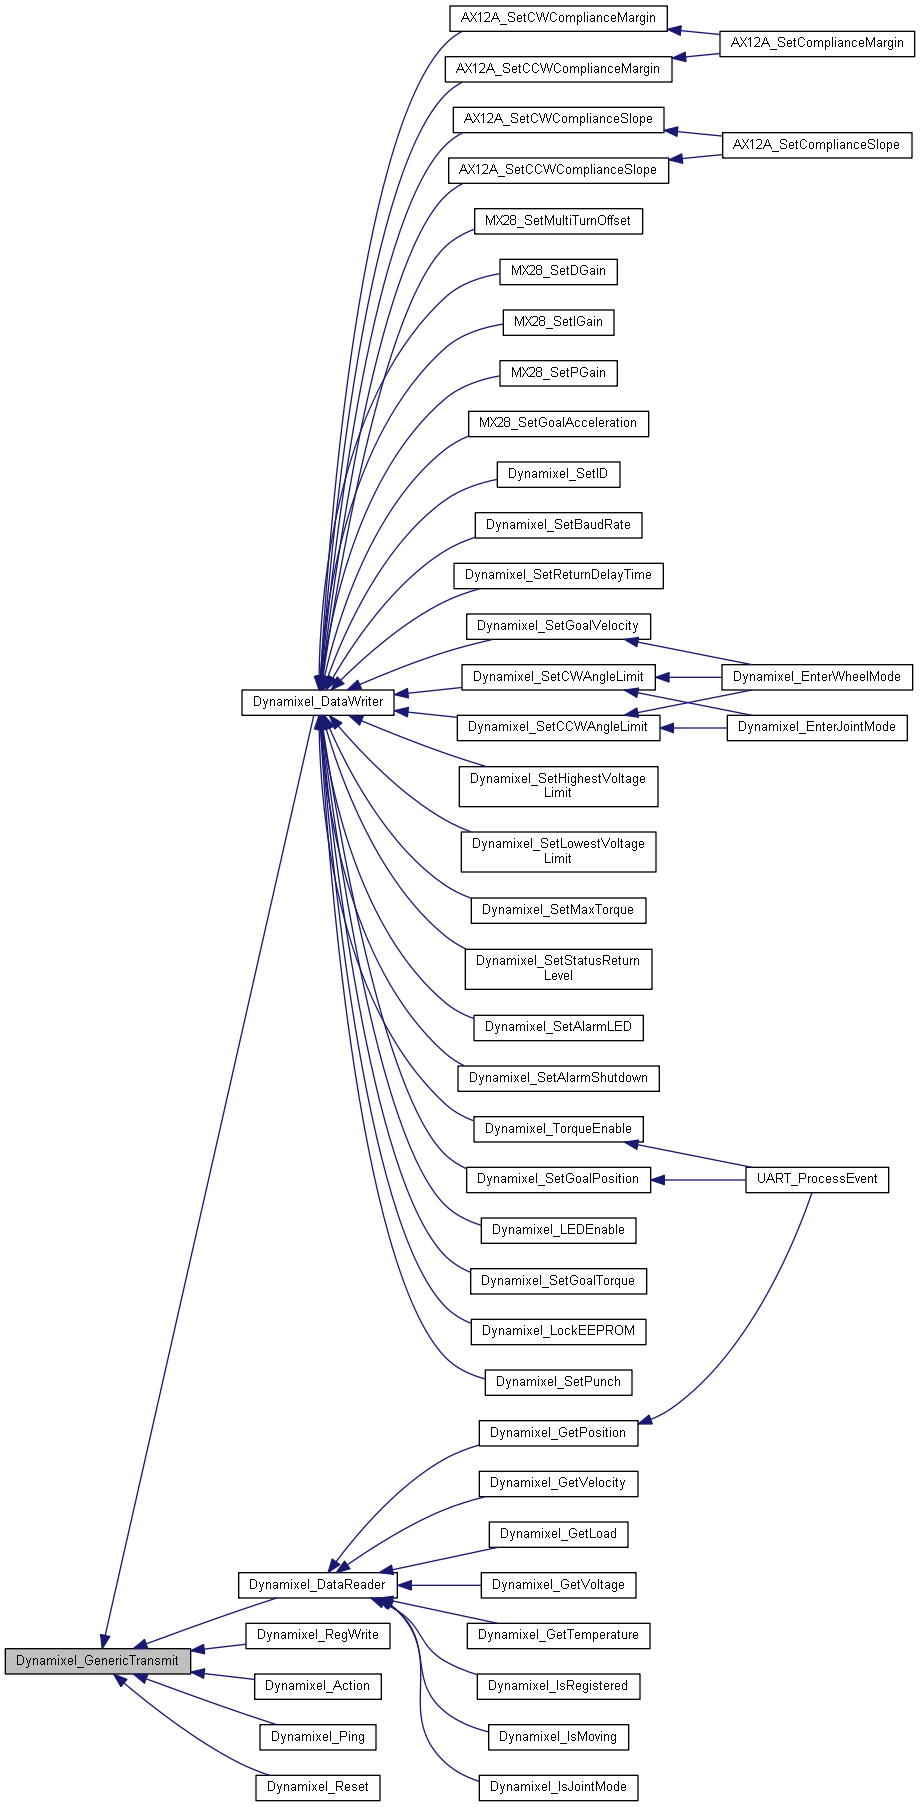 AX12A_SetCWComplianceMargin
AX12A_SetComplianceMargin
AX12A_SetCCWComplianceMargin
AX12A_SetCWComplianceSlope
AX12A_SetComplianceSlope
AX12A_SetCCWComplianceSlope
MX28_SetMultiTurnOffset
MX28_SetDGain
MX28_SetIGain
MX28_SetPGain
MX28_SetGoalAcceleration
Dynamixel_SetID
Dynamixel_SetBaudRate
Dynamixel_SetReturnDelayTime
Dynamixel_SetGoalVelocity
Dynamixel_SetCWAngleLimit
Dynamixel_EnterWheelMode
Dynamixel_DataWriter
Dynamixel_SetCCWAngleLimit
Dynamixel_EnterJointMode
Dynamixel_SetHighestVoltage
Limit
Dynamixel_SetLowestVoltage
Limit
Dynamixel_SetMaxTorque
Dynamixel_SetStatusReturn
Level
Dynamixel_SetAlarmLED
Dynamixel_SetAlarmShutdown
Dynamixel_TorqueEnable
Dynamixel_SetGoalPosition
UART_ProcessEvent
Dynamixel_LEDEnable
Dynamixel_SetGoalTorque
Dynamixel_LockEEPROM
Dynamixel_SetPunch
Dynamixel_GetPosition
Dynamixel_GetVelocity
Dynamixel_GetLoad
Dynamixel_DataReader
Dynamixel_GetVoltage
Dynamixel_RegWrite
Dynamixel_GetTemperature
Dynamixel_GenericTransmit
Dynamixel_Action
Dynamixel_IsRegistered
Dynamixel_Ping
Dynamixel_IsMoving
Dynamixel_Reset
Dynamixel_IsJointMode